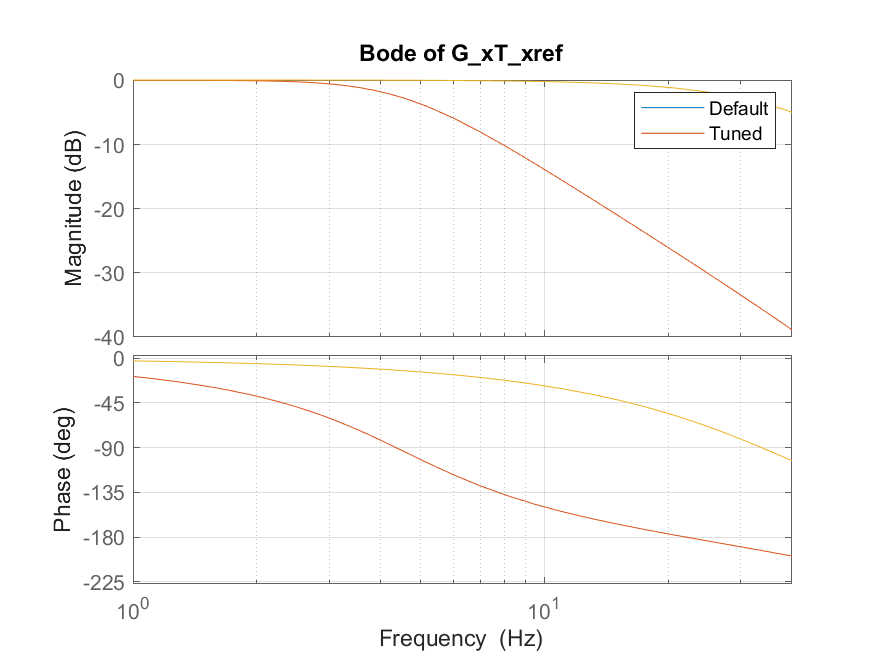 Bode of G_xT_xref
0
-10
-20
-30
-40
Magnitude (dB)
Default
Tuned
0
-45
-90
-135
-180
-225
Phase (deg)
10^0
10^1
Frequency (Hz)